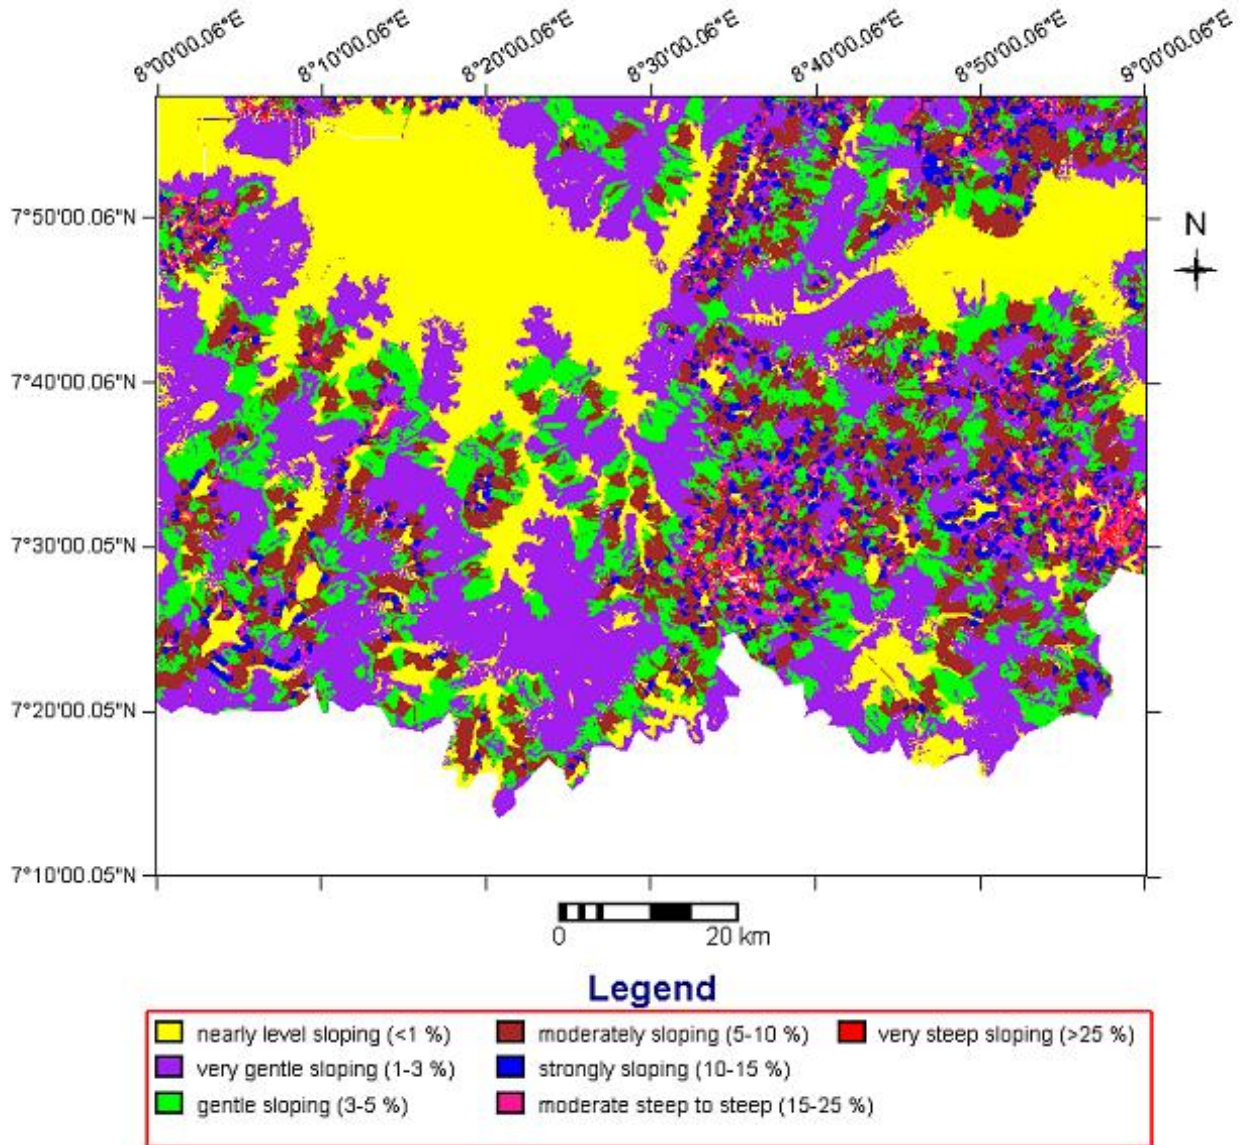 8°00'00.06"E 8°10'00.06"E 8°20'00.06"E 8°30'00.06"E 8°40'00.06"E 8°50'00.06"E 9°00'00.06"E
7°50'00.06"N
N
7°40'00.06"N
7°30'00.05"N
7°20'00.05"N
7°10'00.05"N
0 20 km
Legend
nearly level sloping (<1 %) moderately sloping (5-10 %) very steep sloping (>25 %)
very gentle sloping (1-3 %) strongly sloping (10-15 %)
gentle sloping (3-5 %) moderate steep to steep (15-25 %)